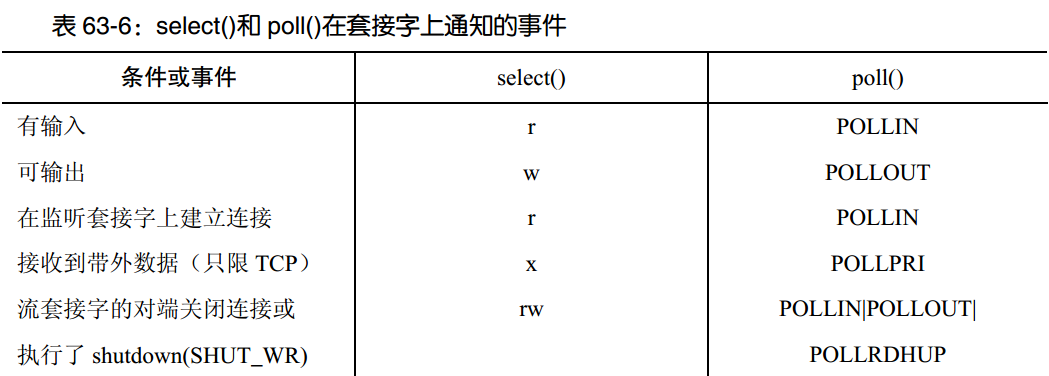 表 63-6：select()和 poll()在套接字上通知的事件
条件或事件 select() poll()
有输入 r POLLIN
可输出 w POLLOUT
在监听套接字上建立连接 r POLLIN
接收到带外数据（只限 TCP） x POLLPRI
流套接字的对端关闭连接或 rw POLLIN|POLLOUT|
执行了 shutdown(SHUT_WR) POLLRDHUP